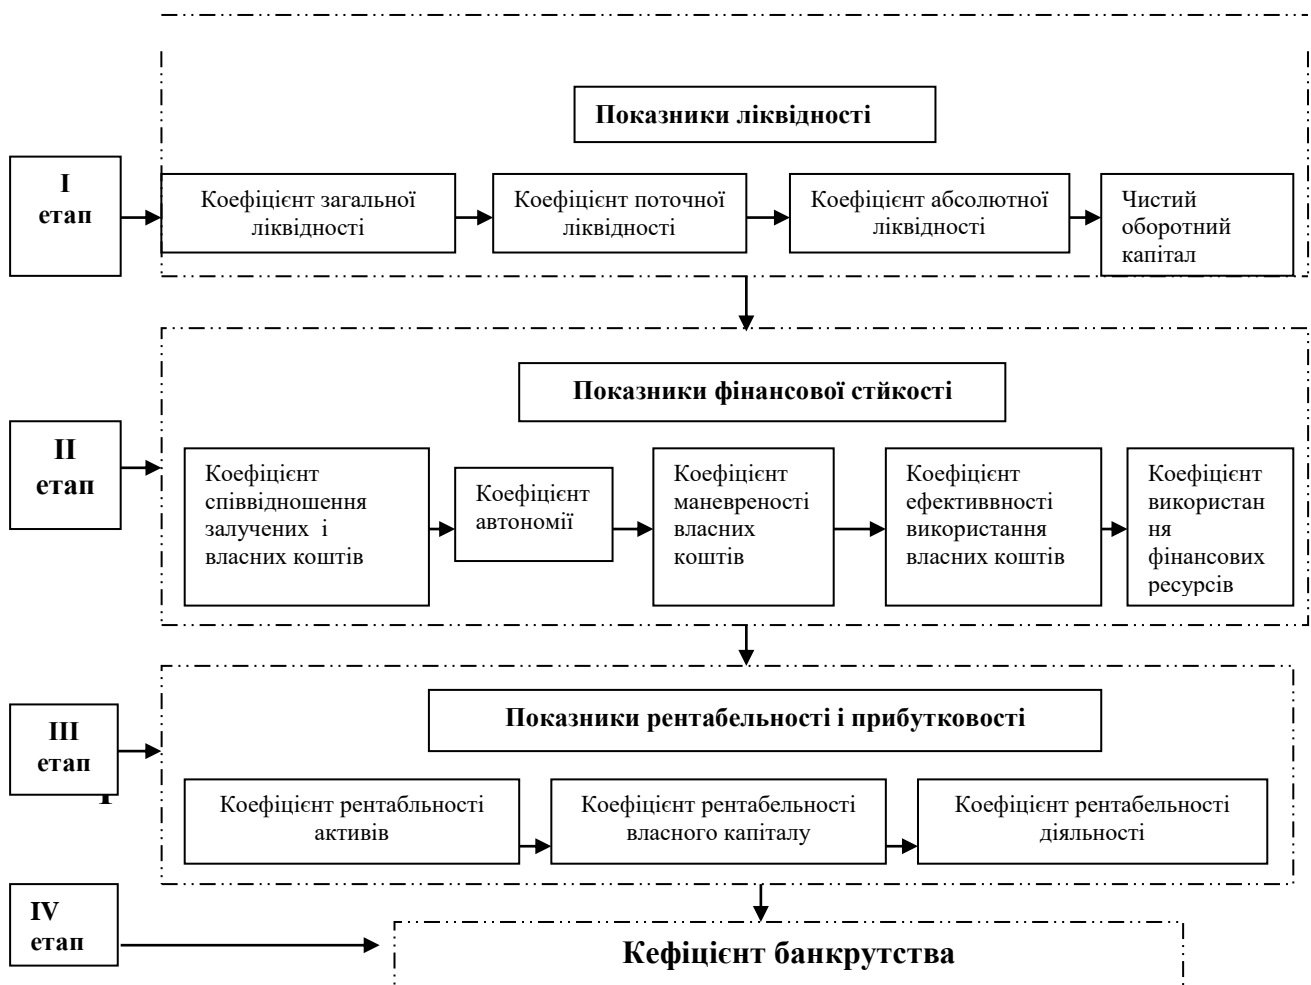 Показники ліквідності
I
етап
Коефіцієнт загальної
ліквідності
Коефіцієнт поточної
ліквідності
Коефіцієнт абсолютної
ліквідності
Чистий
оборотний
капітал
Показники фінансової стйкості
II
етап
Коефіцієнт
співвідношення
залучених і
власних коштів
Коефіцієнт
автономії
Коефіцієнт
маневреності
власних
коштів
Коефіцієнт
ефективвності
використання
власних коштів
Коефіцієнт
використан
ня
фінансових
ресурсів
Показники рентабельності і прибутковості
III
етап
Коефіцієнт рентабльності
активів
Коефіцієнт рентабельності
власного капіталу
Коефіцієнт рентабельності
діяльності
IV
етап
Кефіцієнт банкрутства